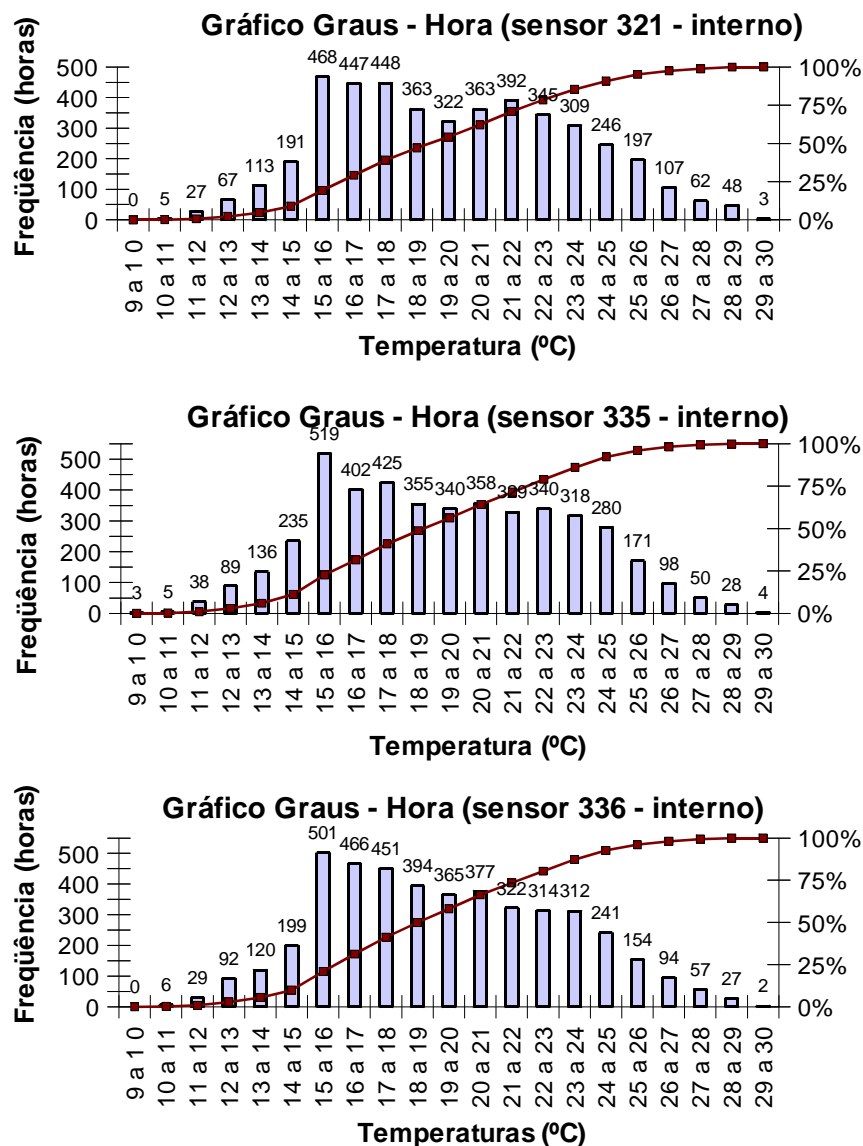 Gráfico Graus - Hora (sensor 321 - interno)
Freqüência (horas)
500
400
300
200
100
0
0 5 27 67 113 191 468 447 448 363 322 363 392 345 309 246 197 107 62 48 3
100%
75%
50%
25%
0%
9 a 1 0
10 a 11
11 a 12
12 a 13
13 a 14
14 a 15
15 a 16
16 a 17
17 a 18
18 a 19
19 a 20
20 a 21
21 a 22
22 a 23
23 a 24
24 a 25
25 a 26
26 a 27
27 a 28
28 a 29
29 a 30
Temperatura (ºC)
Gráfico Graus - Hora (sensor 335 - interno)
Freqüência (horas)
500
400
300
200
100
0
3 5 38 89 136 235 519 402 425 355 340 358 329 340 318 280 171 98 50 28 4
100%
75%
50%
25%
0%
9 a 1 0
10 a 11
11 a 12
12 a 13
13 a 14
14 a 15
15 a 16
16 a 17
17 a 18
18 a 19
19 a 20
20 a 21
21 a 22
22 a 23
23 a 24
24 a 25
25 a 26
26 a 27
27 a 28
28 a 29
29 a 30
Temperatura (ºC)
Gráfico Graus - Hora (sensor 336 - interno)
Freqüência (horas)
500
400
300
200
100
0
0 6 29 92 120 199 501 466 451 394 365 377 322 314 312 241 154 94 57 27 2
100%
75%
50%
25%
0%
9 a 1 0
10 a 11
11 a 12
12 a 13
13 a 14
14 a 15
15 a 16
16 a 17
17 a 18
18 a 19
19 a 20
20 a 21
21 a 22
22 a 23
23 a 24
24 a 25
25 a 26
26 a 27
27 a 28
28 a 29
29 a 30
Temperaturas (ºC)